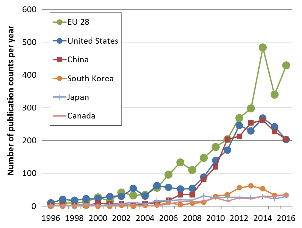 Number of publication counts per year
600
500
400
300
200
100
0
EU 28
United States
China
South Korea
Japan
Canada
1996 1998 2000 2002 2004 2006 2008 2010 2012 2014 2016